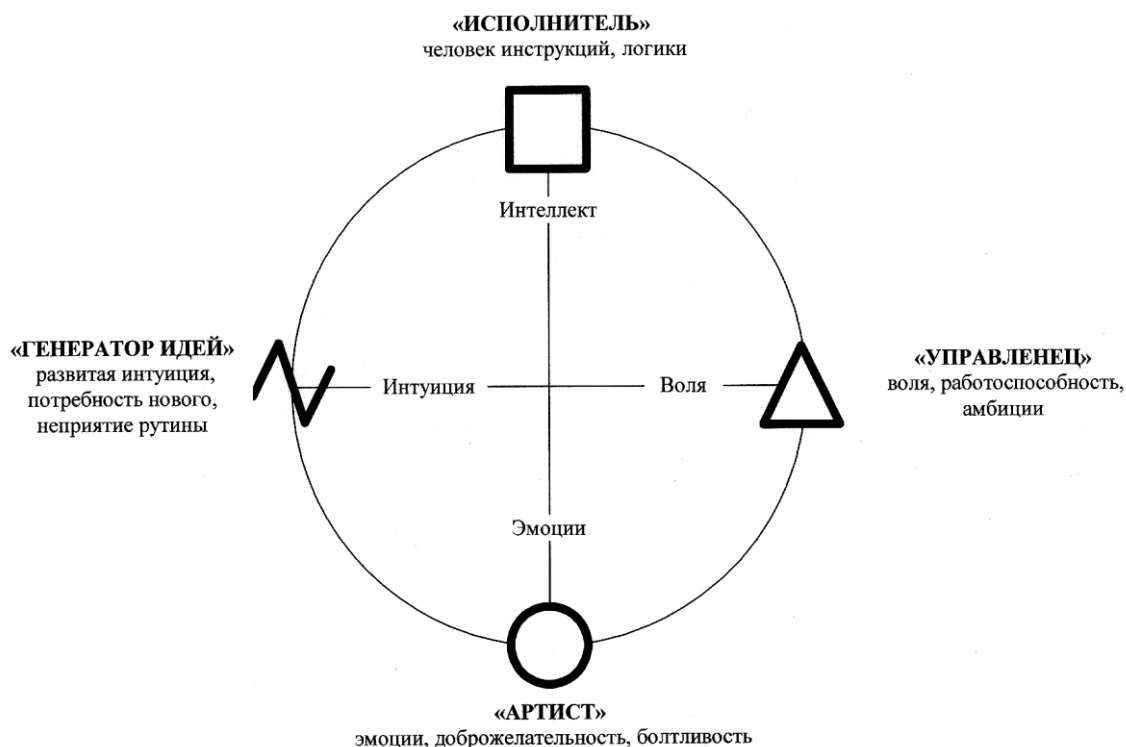 «ИСПОЛНИТЕЛЬ»
человек инструкций, логики
Интеллект
«ГЕНЕРАТОР ИДЕЙ»
развитая интуиция,
потребность нового,
неприятие рутины
Интуиция
Воля
«УПРАВЛЕНЕЦ»
воля, работоспособность,
амбиции
Эмоции
«АРТИСТ»
эмоции, доброжелательность, болтливость